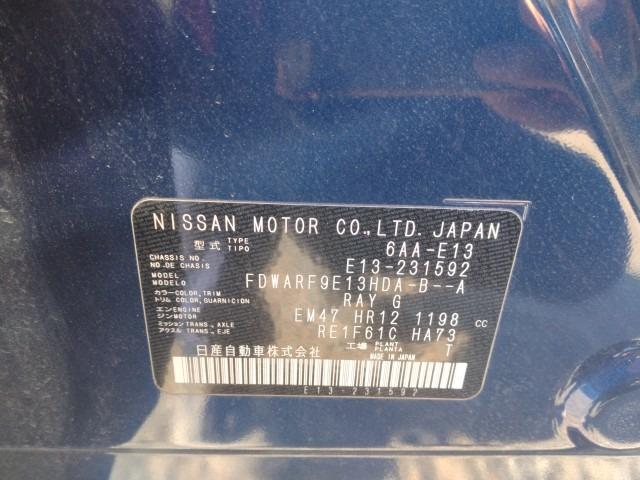 NISSAN MOTOR CO.,LTD. JAPAN
型式 TYPE TIPO 6AA-E13
CHASSIS NO. NO.DE CHASIS E13-231592
MODEL MODELO FDWARF9E13HDA-B--A
カラー COLOR, TRIM トリム COLOR, GUARNICION RAY G
エンジン ENGINE MOTOR EM47 HR12 1198 cc
ミッション TRANS., AXLE アクスル TRANS., EJE RE1F61C HA73
工場 PLANT PLANTA T
日産自動車株式会社 MADE IN JAPAN
E13-231592